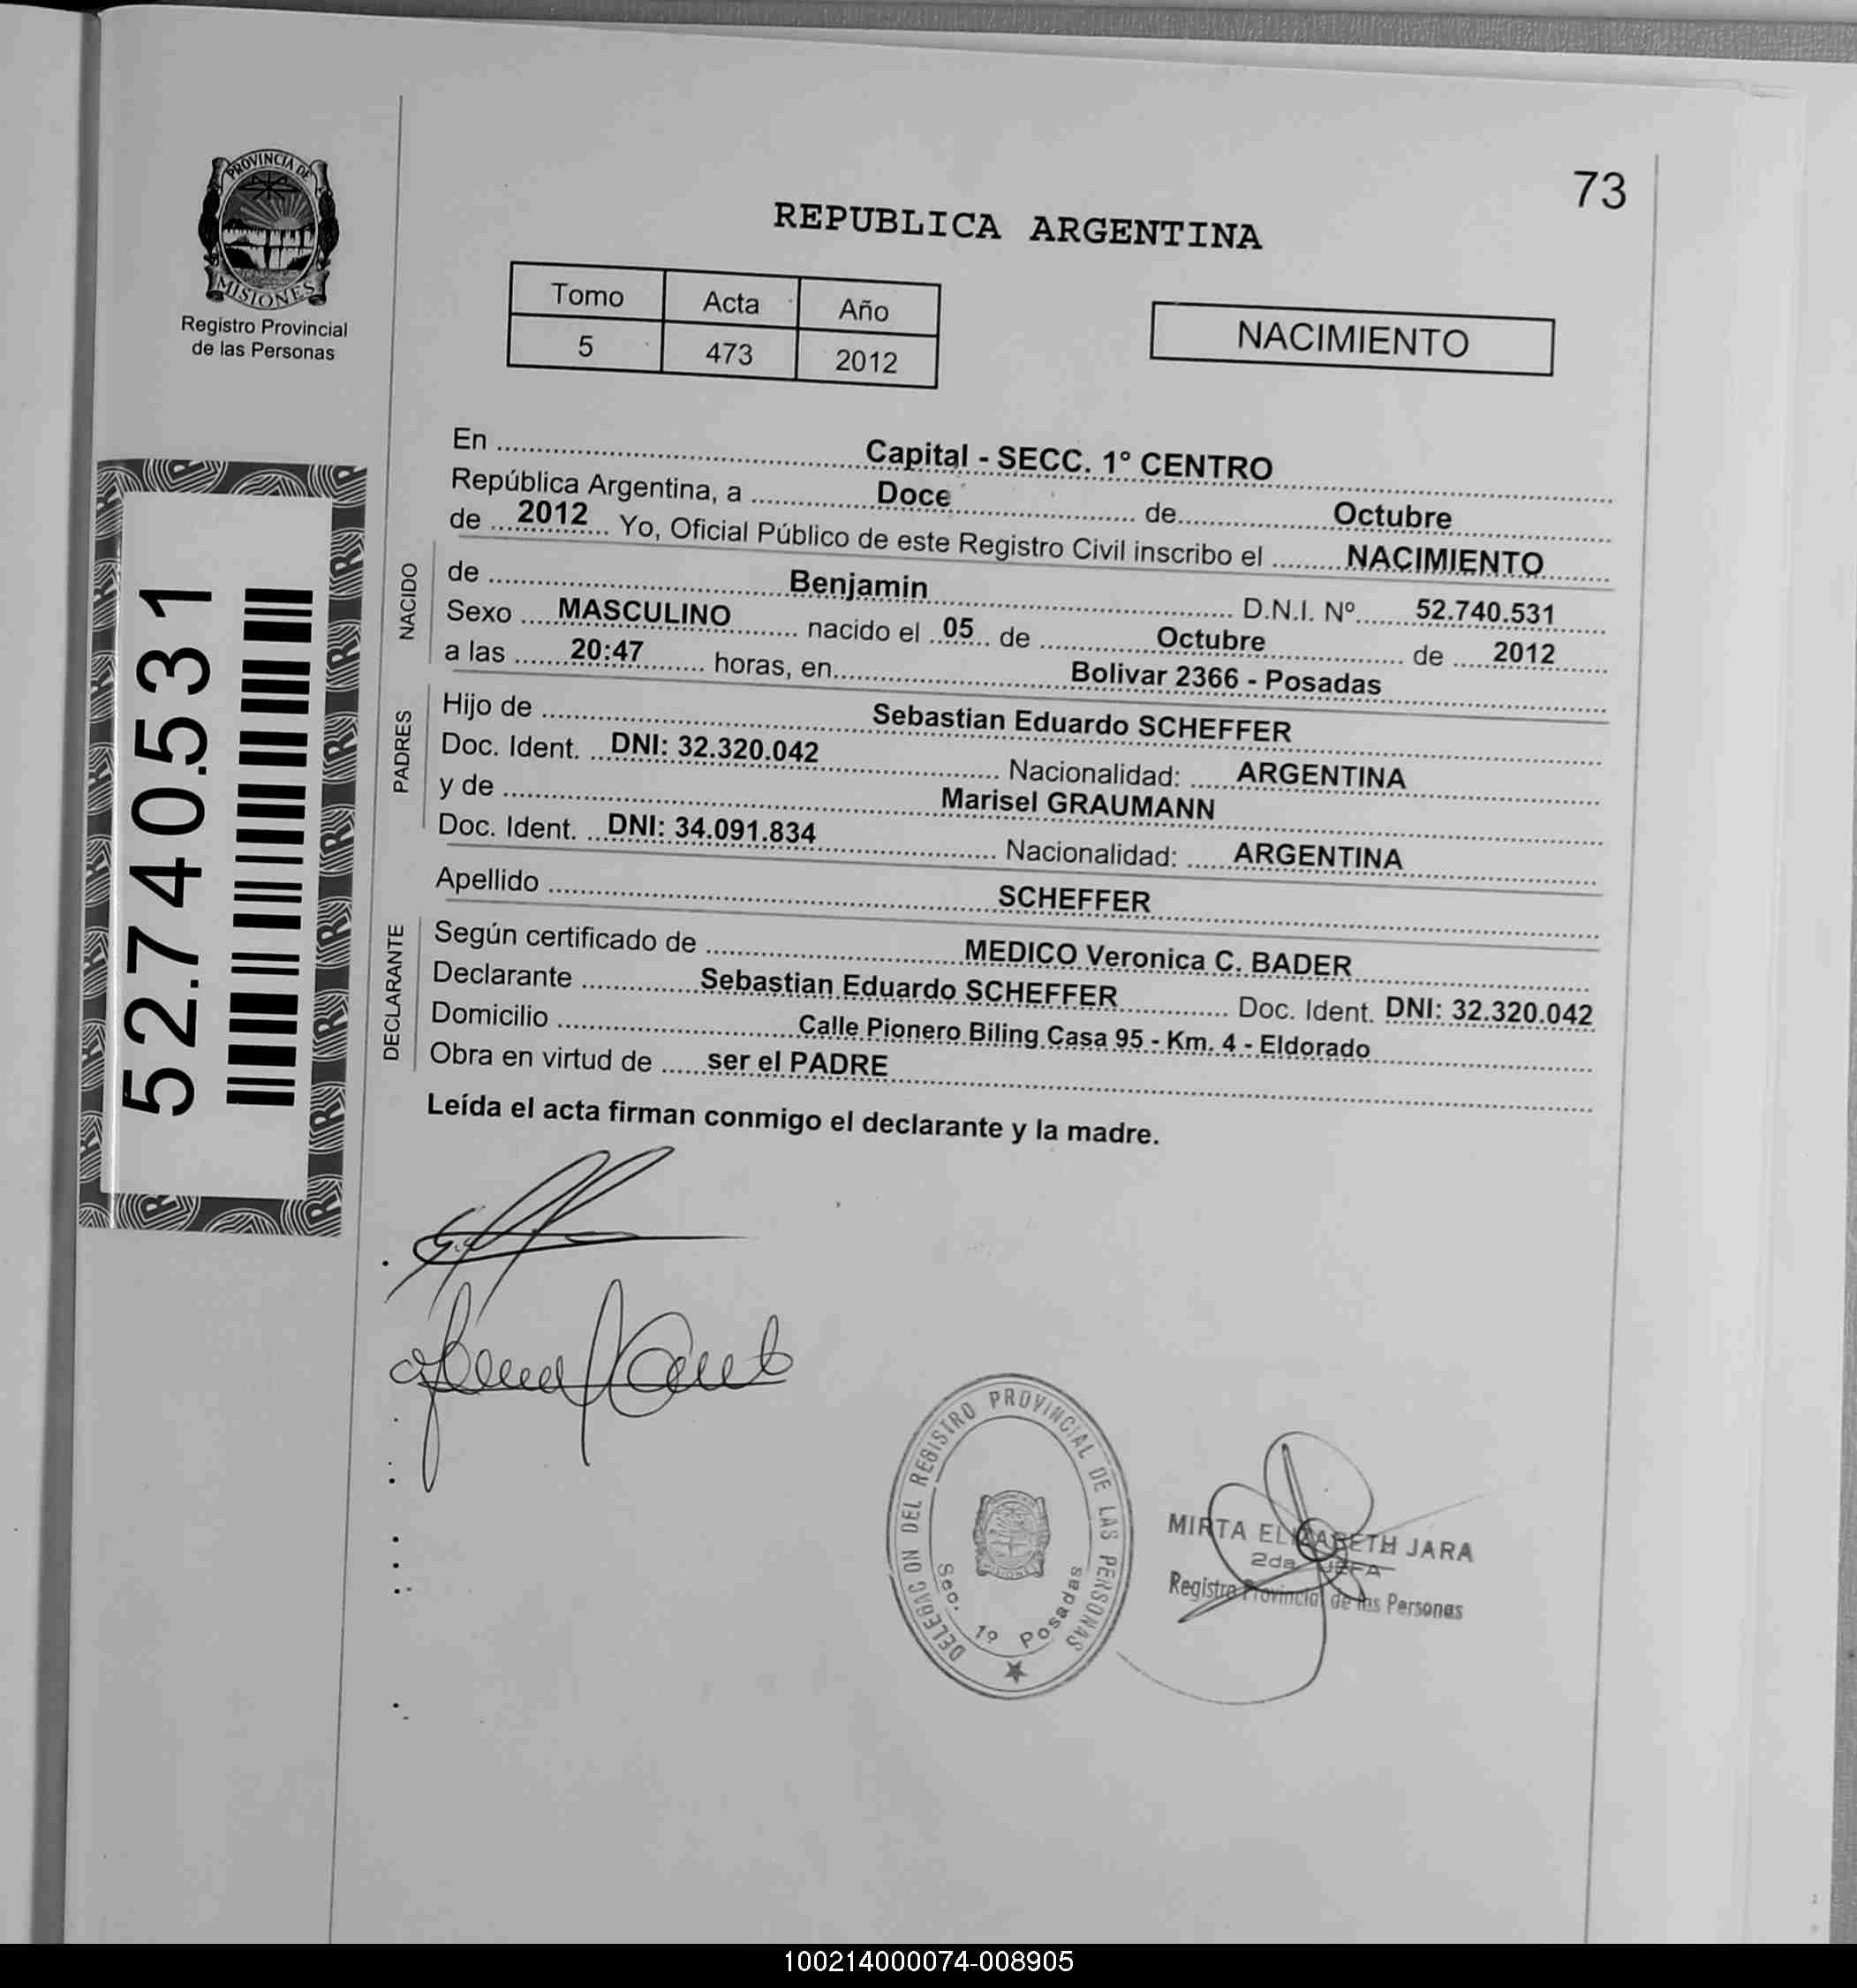 73
PROVINCIA DE
MISIONES
Registro Provincial
de las Personas
REPUBLICA ARGENTINA
Tomo Acta Año
5 473 2012
NACIMIENTO
En Capital - SECC. 1° CENTRO
República Argentina, a Doce de Octubre
de 2012 Yo, Oficial Público de este Registro Civil inscribo el NACIMIENTO
NACIDO
de Benjamin D.N.I. Nº 52.740.531
Sexo MASCULINO nacido el 05 de Octubre de 2012
a las 20:47 horas, en Bolivar 2366 - Posadas
PADRES
Hijo de Sebastian Eduardo SCHEFFER
Doc. Ident. DNI: 32.320.042 Nacionalidad: ARGENTINA
y de Marisel GRAUMANN
Doc. Ident. DNI: 34.091.834 Nacionalidad: ARGENTINA
Apellido SCHEFFER
DECLARANTE
Según certificado de MEDICO Veronica C. BADER
Declarante Sebastian Eduardo SCHEFFER Doc. Ident. DNI: 32.320.042
Domicilio Calle Pionero Biling Casa 95 - Km. 4 - Eldorado
Obra en virtud de ser el PADRE
Leída el acta firman conmigo el declarante y la madre.
52.740.531
DELEGACION DEL REGISTRO PROVINCIAL DE LAS PERSONAS
Sec. 1º Posadas
MIRTA ELIZABETH JARA
2da JEFA
Registro Provincial de las Personas
100214000074-008905